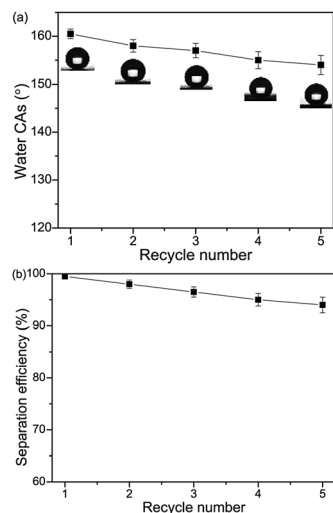 (a)
160
150
140
130
120
Water CAs (°)
1 2 3 4 5
Recycle number
(b)
100
90
80
70
60
Separation efficiency (%)
1 2 3 4 5
Recycle number